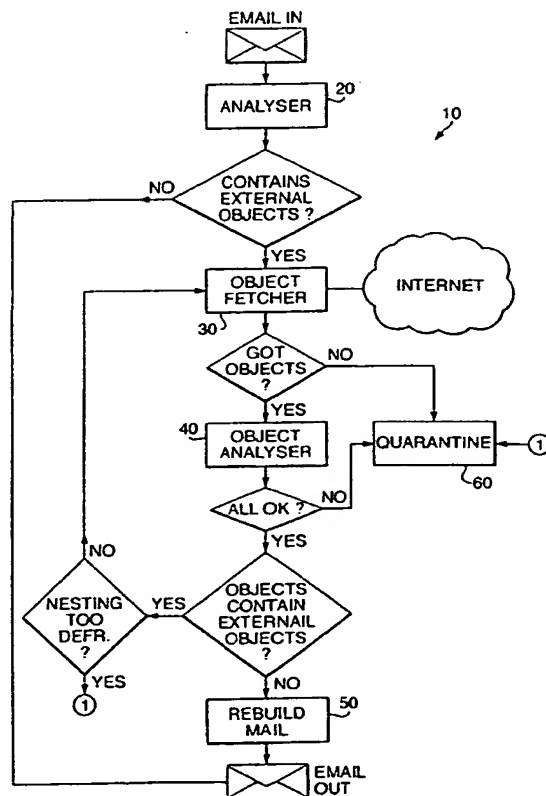 EMAIL IN
ANALYSER
20
10
NO
CONTAINS
EXTERNAL
OBJECTS ?
YES
OBJECT
FETCHER
30
INTERNET
GOT
OBJECTS
?
NO
YES
40
OBJECT
ANALYSER
QUARANTINE
1
60
ALL OK ?
NO
YES
NO
NESTING
TOO
DEFR.
?
YES
OBJECTS
CONTAIN
EXTERNAIL
OBJECTS
?
YES
1
NO
REBUILD
MAIL
50
EMAIL
OUT